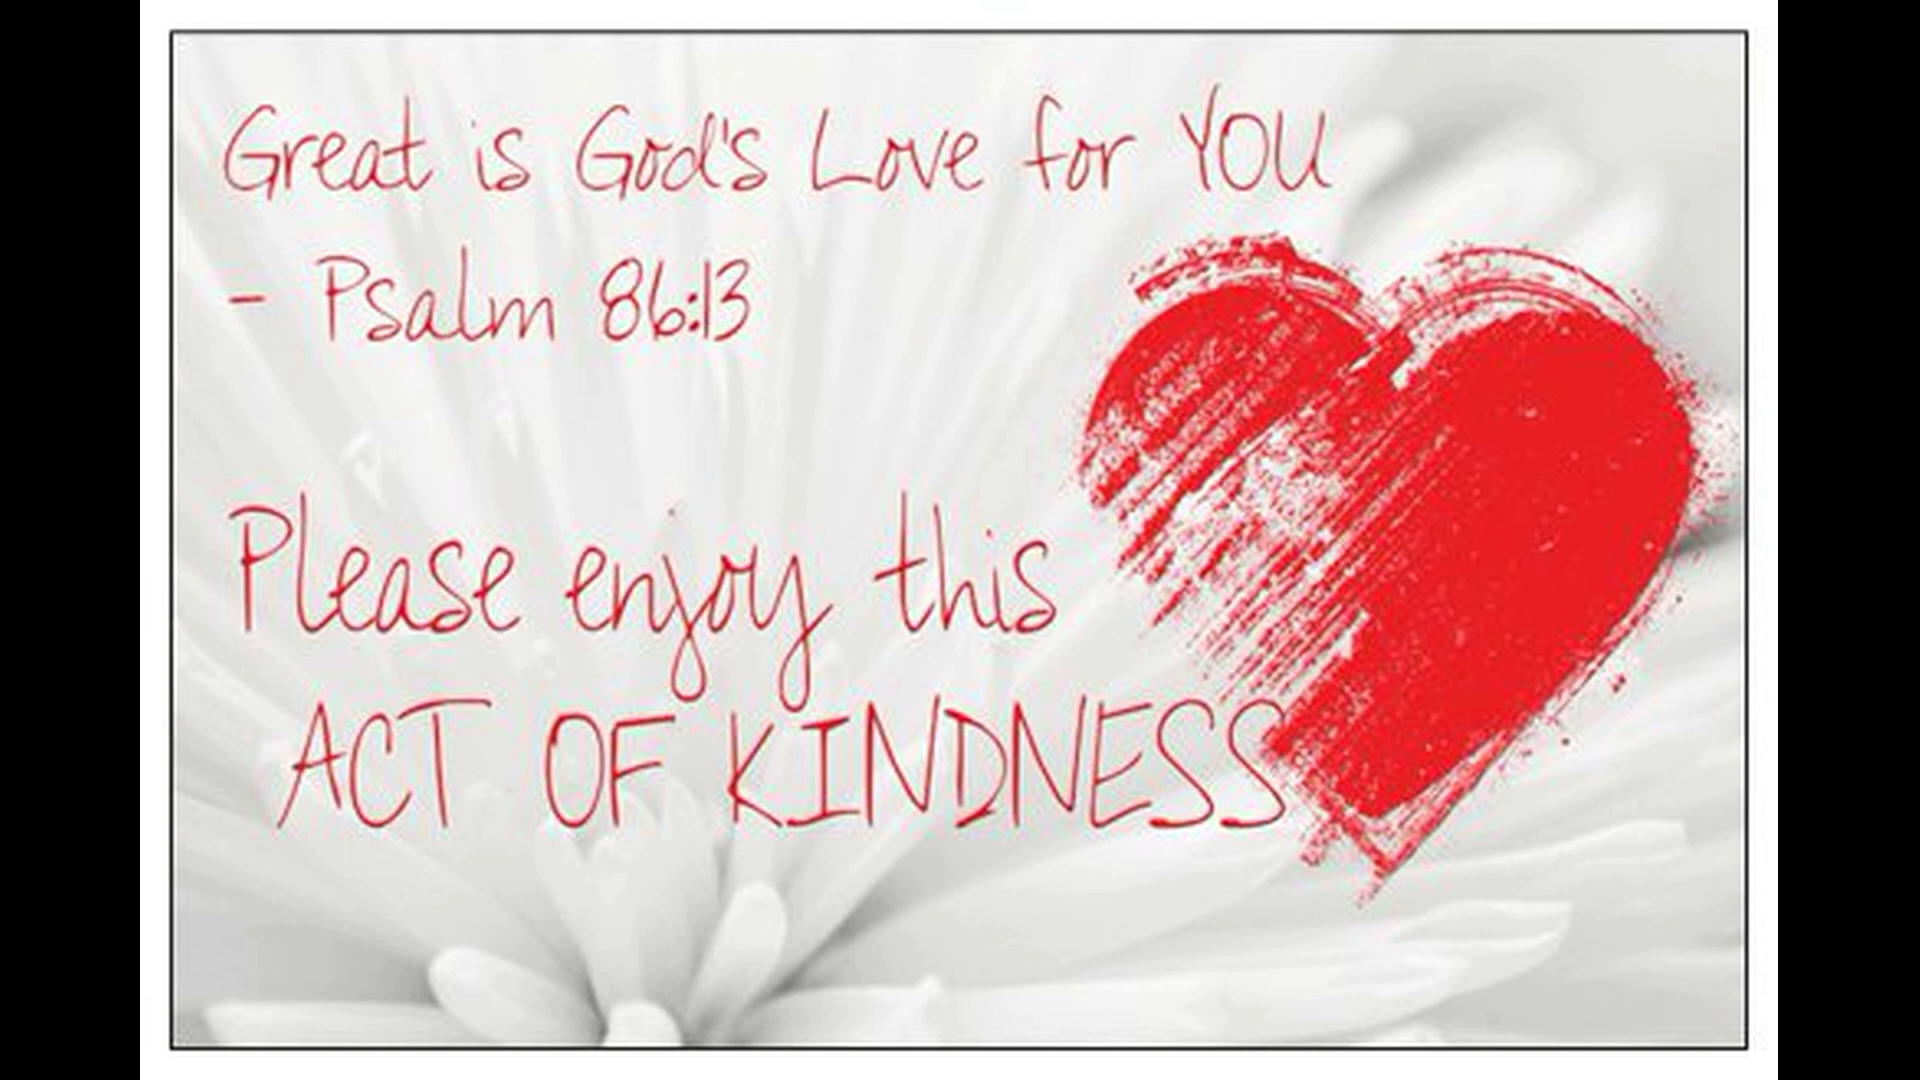 Great is God's Love for YOU
- Psalm 86:13
Please enjoy this
ACT OF KINDNESS